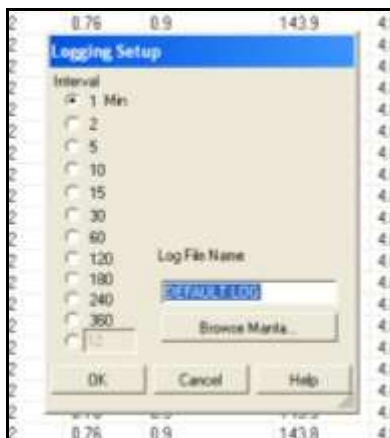 0.76 0.9 143.9
Logging Setup
Interval
1 Min
2
5
10
15
30
60
120
180
240
360
12
Log File Name
DEFAULT.LOG
OK
Cancel
Help
0.76 0.9 143.8